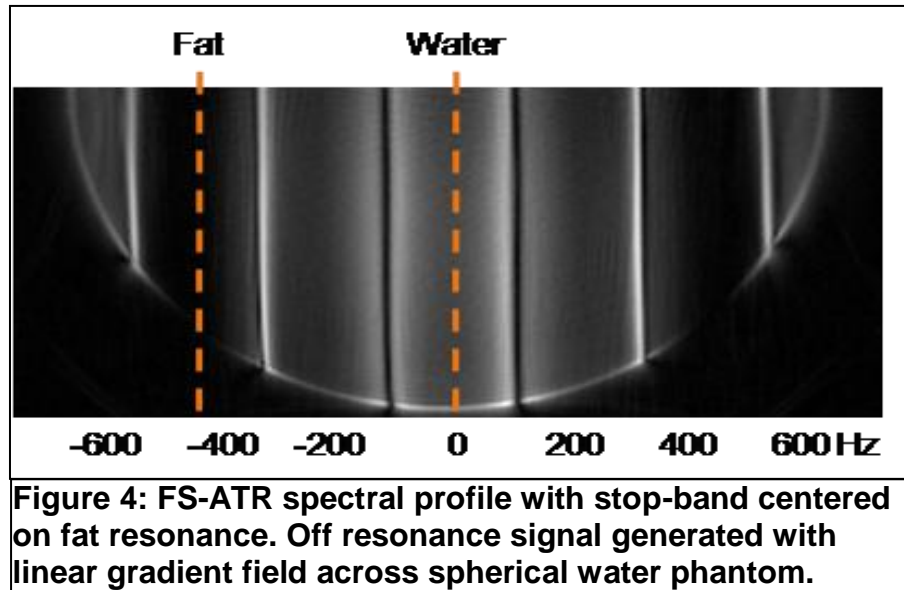 Fat Water
-600 -400 -200 0 200 400 600 Hz
Figure 4: FS-ATR spectral profile with stop-band centered
on fat resonance. Off resonance signal generated with
linear gradient field across spherical water phantom.